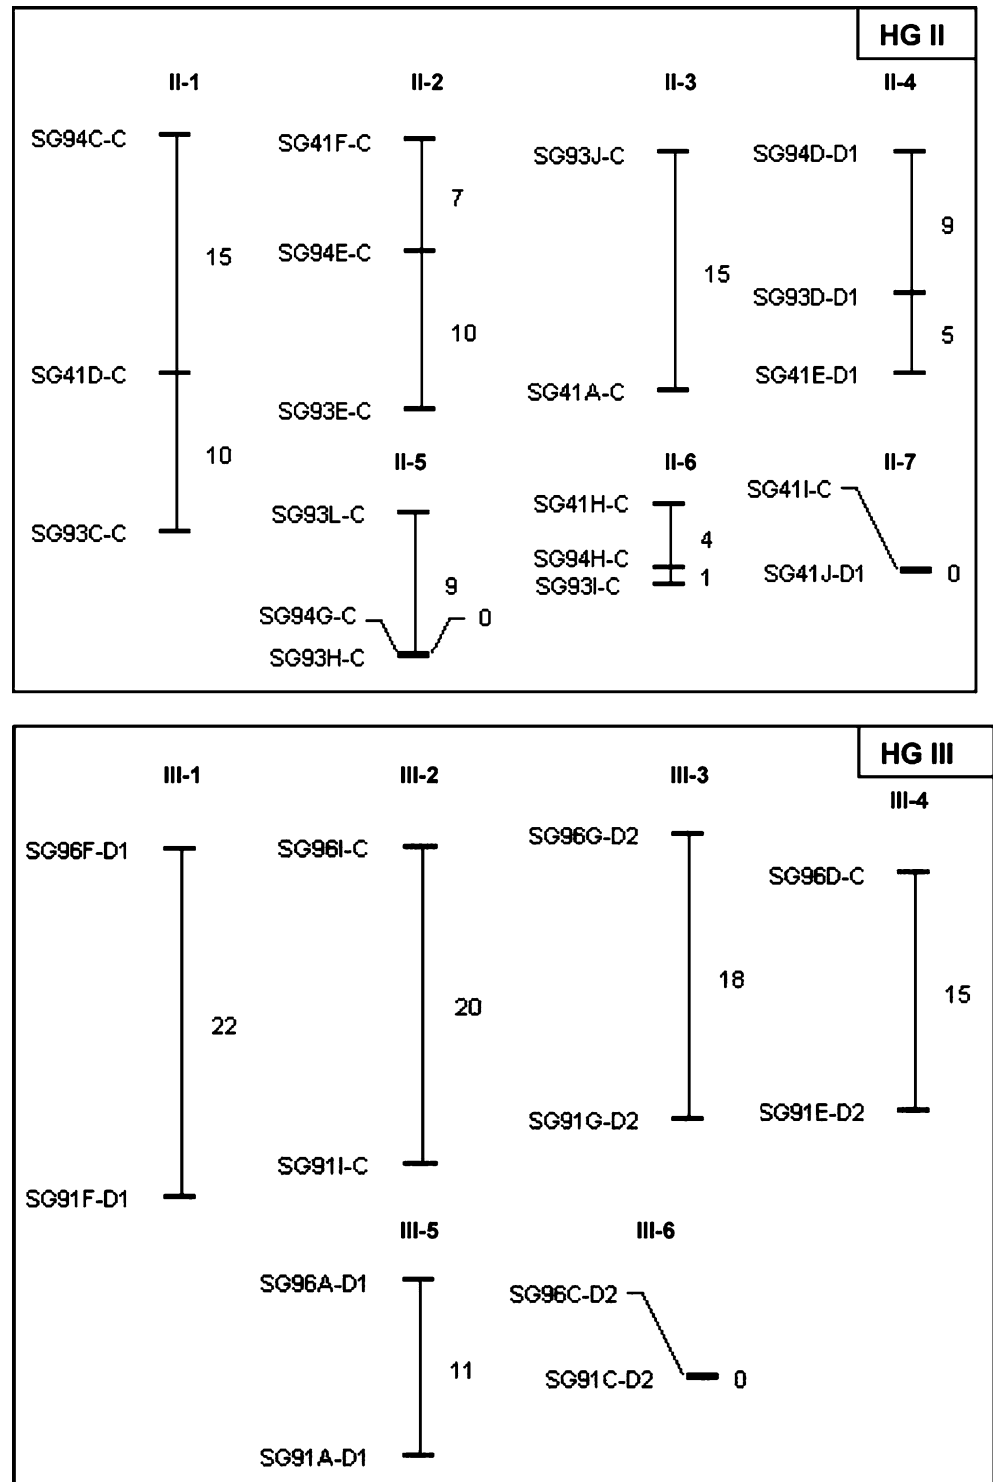 HG II
II-1
II-2
II-3
II-4
SG94C-C
15
SG41D-C
10
SG93C-C
SG41F-C
7
SG94E-C
10
SG93E-C
SG93J-C
15
SG41A-C
SG94D-D1
9
SG93D-D1
5
SG41E-D1
II-5
II-6
II-7
SG93L-C
9
SG94G-C
0
SG93H-C
SG41H-C
4
SG94H-C
1
SG93I-C
SG41I-C
SG41J-D1
0
HG III
III-1
III-2
III-3
III-4
SG96F-D1
22
SG91F-D1
SG96I-C
20
SG91I-C
SG96G-D2
18
SG91G-D2
SG96D-C
15
SG91E-D2
III-5
III-6
SG96A-D1
11
SG91A-D1
SG96C-D2
SG91C-D2
0